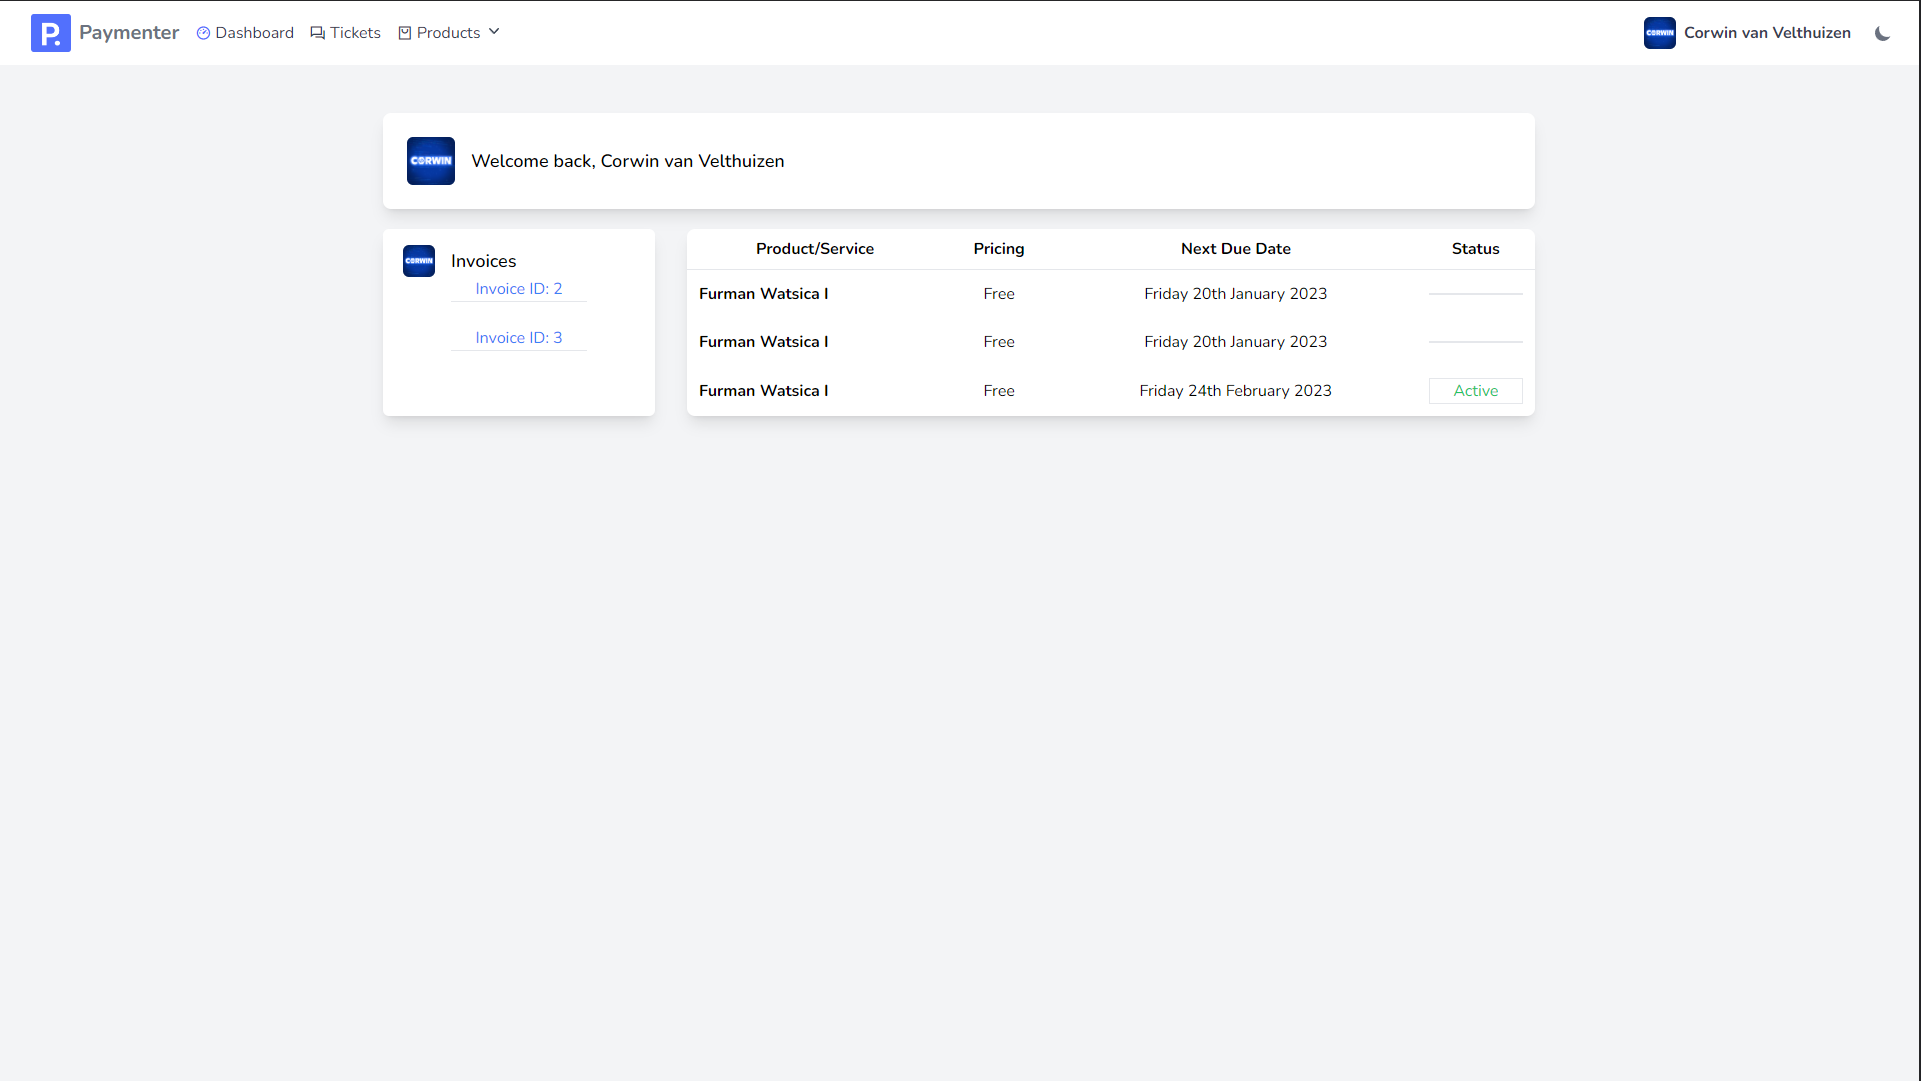 P. Paymenter Dashboard Tickets Products CORWIN Corwin van Velthuizen
CORWIN Welcome back, Corwin van Velthuizen
CORWIN Invoices
Invoice ID: 2
Invoice ID: 3
Product/Service Pricing Next Due Date Status
Furman Watsica I Free Friday 20th January 2023
Furman Watsica I Free Friday 20th January 2023
Furman Watsica I Free Friday 24th February 2023 Active